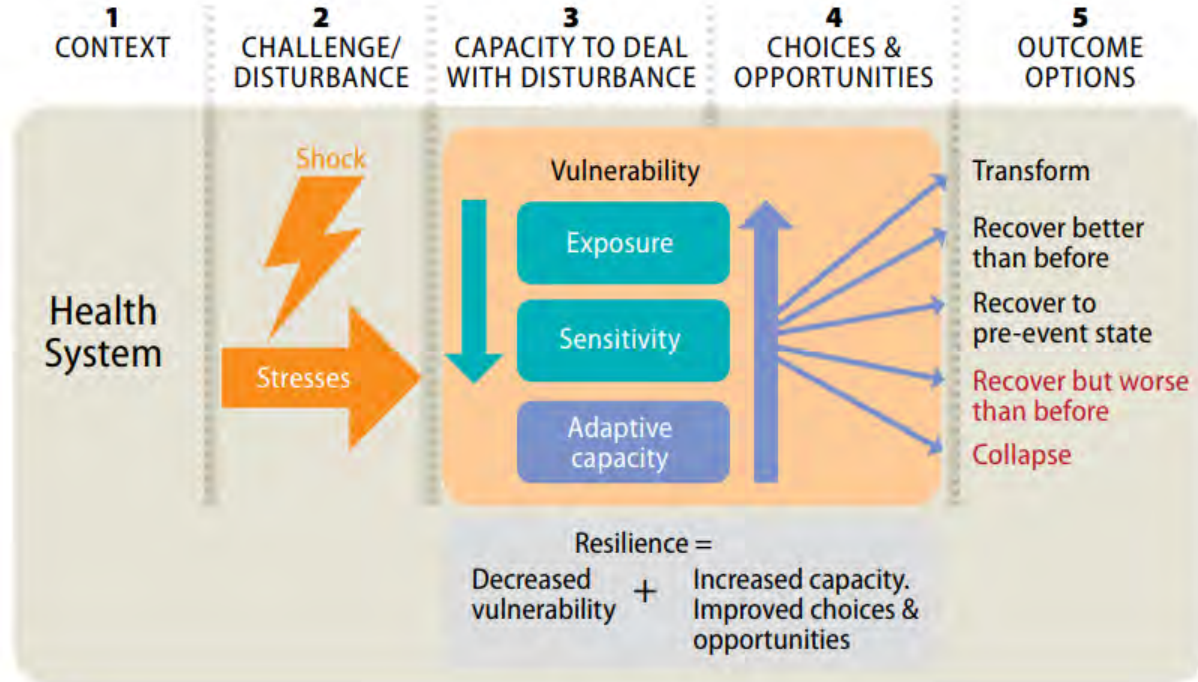 1
CONTEXT
2
CHALLENGE/
DISTURBANCE
3
CAPACITY TO DEAL
WITH DISTURBANCE
4
CHOICES &
OPPORTUNITIES
5
OUTCOME
OPTIONS
Health
System
Shock
Stresses
Vulnerability
Exposure
Sensitivity
Adaptive
capacity
Transform
Recover better
than before
Recover to
pre-event state
Recover but worse
than before
Collapse
Resilience =
Decreased
vulnerability
+
Increased capacity.
Improved choices &
opportunities